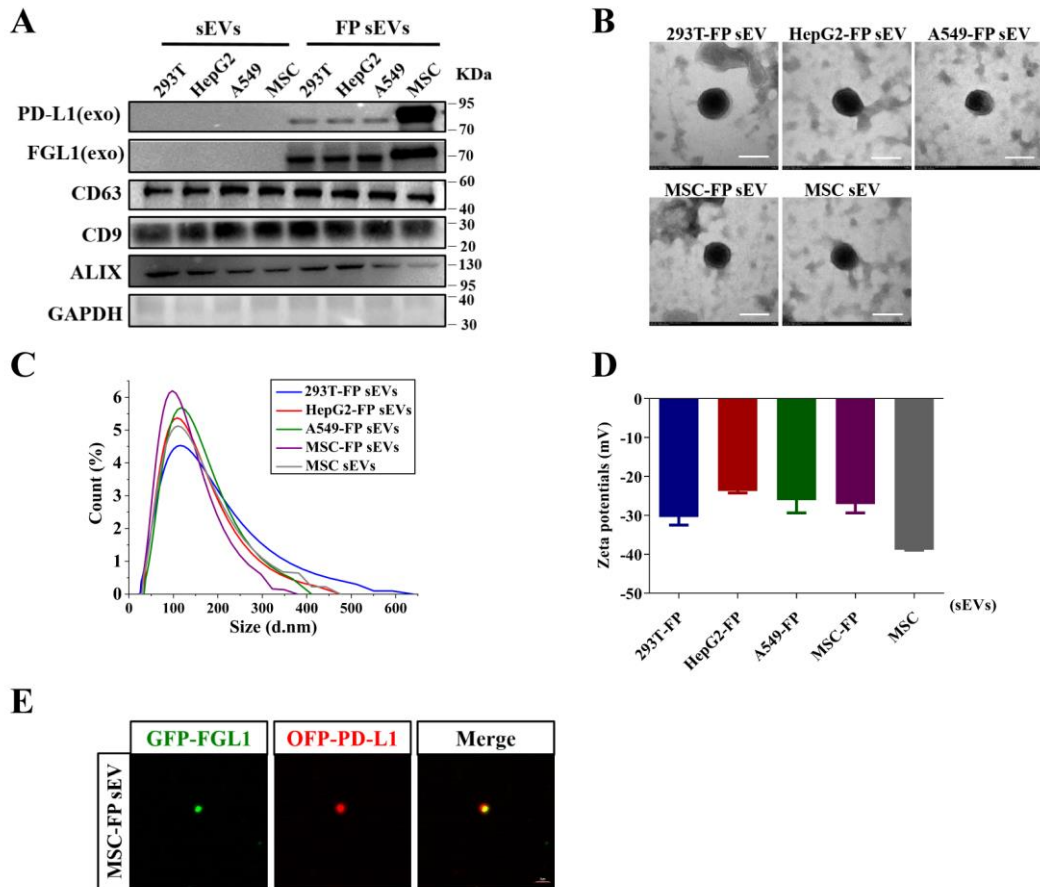 A
sEVs
FP sEVs
293T
HepG2
A549
MSC
293T
HepG2
A549
MSC
KDa
PD-L1(exo)
95
70
FGL1(exo)
70
CD63
60
40
CD9
30
20
ALIX
130
95
GAPDH
40
30
B
293T-FP sEV
HepG2-FP sEV
A549-FP sEV
MSC-FP sEV
MSC sEV
C
293T-FP sEVs
HepG2-FP sEVs
A549-FP sEVs
MSC-FP sEVs
MSC sEVs
Count (%)
6
5
4
3
2
1
0
0
100
200
300
400
500
600
Size (d.nm)
D
Zeta potentials (mV)
0
-10
-20
-30
-40
-50
293T-FP
HepG2-FP
A549-FP
MSC-FP
MSC
(sEVs)
E
GFP-FGL1
OFP-PD-L1
Merge
MSC-FP sEV